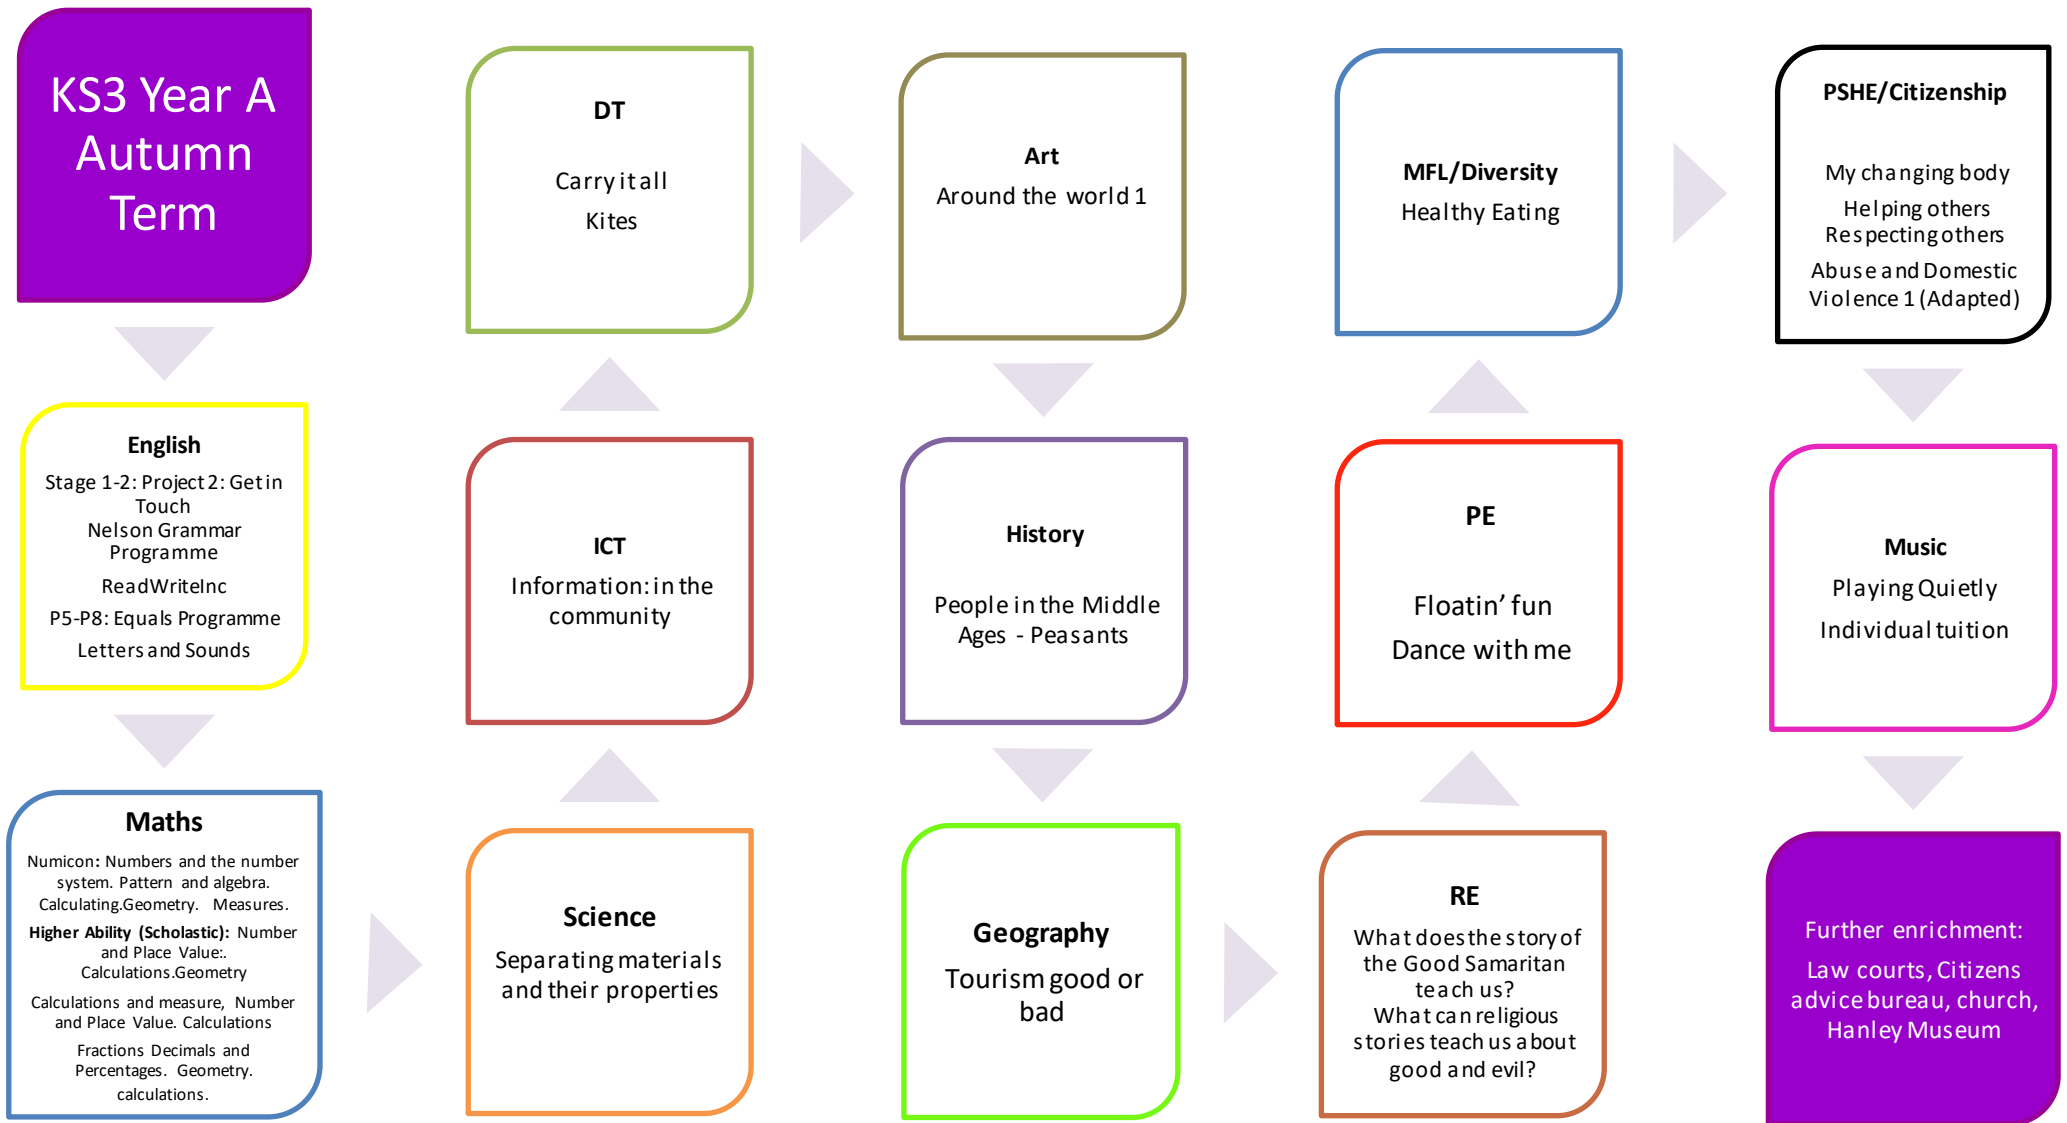 KS3 Year A
Autumn
Term
English
Stage 1-2: Project 2: Get in
Touch
Nelson Grammar
Programme
ReadWriteInc
P5-P8: Equals Programme
Letters and Sounds
Maths
Numicon: Numbers and the number
system. Pattern and algebra.
Calculating.Geometry. Measures.
Higher Ability (Scholastic): Number
and Place Value:.
Calculations.Geometry
Calculations and measure, Number
and Place Value. Calculations
Fractions Decimals and
Percentages. Geometry.
calculations.
Science
Separating materials
and their properties
ICT
Information: in the
community
DT
Carry it all
Kites
Art
Around the world 1
History
People in the Middle
Ages - Peasants
Geography
Tourism good or
bad
RE
What does the story of
the Good Samaritan
teach us?
What can religious
stories teach us about
good and evil?
PE
Floatin’ fun
Dance with me
MFL/Diversity
Healthy Eating
PSHE/Citizenship
My changing body
Helping others
Respecting others
Abuse and Domestic
Violence 1 (Adapted)
Music
Playing Quietly
Individual tuition
Further enrichment:
Law courts, Citizens
advice bureau, church,
Hanley Museum